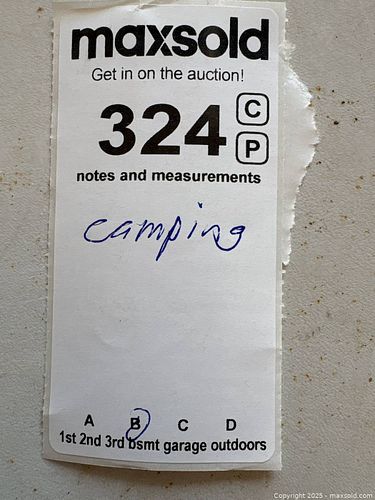 maxsold
Get in on the auction!
324 C P
notes and measurements
camping
A B C D
1st 2nd 3rd bsmt garage outdoors
Copyright 2025 - maxsold.com